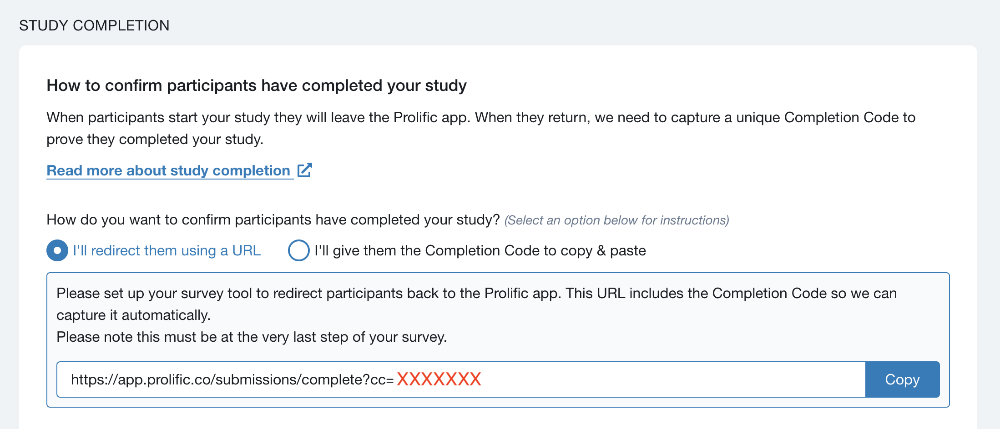 STUDY COMPLETION
How to confirm participants have completed your study
When participants start your study they will leave the Prolific app. When they return, we need to capture a unique Completion Code to
prove they completed your study.
Read more about study completion
How do you want to confirm participants have completed your study? (Select an option below for instructions)
I'll redirect them using a URL I'll give them the Completion Code to copy & paste
Please set up your survey tool to redirect participants back to the Prolific app. This URL includes the Completion Code so we can
capture it automatically.
Please note this must be at the very last step of your survey.
https://app.prolific.co/submissions/complete?cc=XXXXXXX Copy